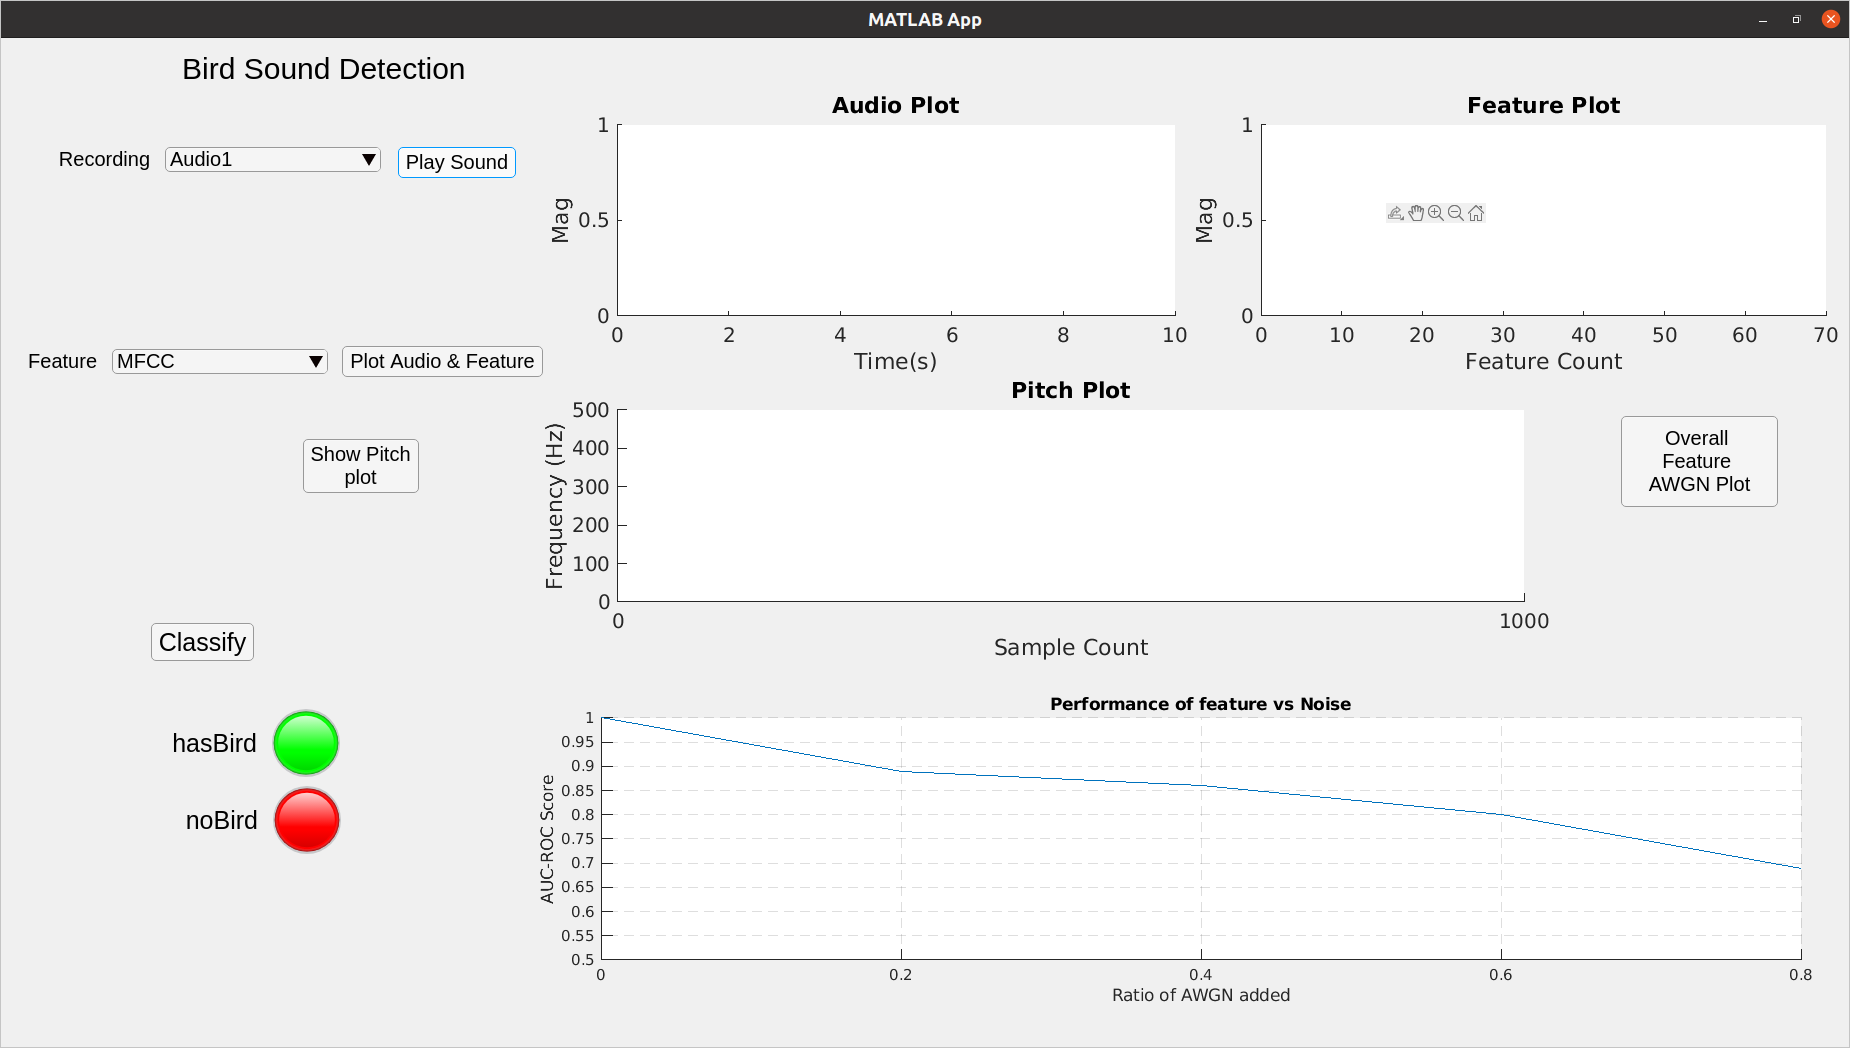 MATLAB App
Bird Sound Detection
Recording
Audio1
Play Sound
Feature
MFCC
Plot Audio & Feature
Show Pitch
plot
Classify
hasBird
noBird
Audio Plot
1
0.5
0
Mag
0 2 4 6 8 10
Time(s)
Feature Plot
1
0.5
0
Mag
0 10 20 30 40 50 60 70
Feature Count
Pitch Plot
500
400
300
200
100
0
Frequency (Hz)
0 1000
Sample Count
Overall
Feature
AWGN Plot
Performance of feature vs Noise
1
0.95
0.9
0.85
0.8
0.75
0.7
0.65
0.6
0.55
0.5
AUC-ROC Score
0 0.2 0.4 0.6 0.8
Ratio of AWGN added